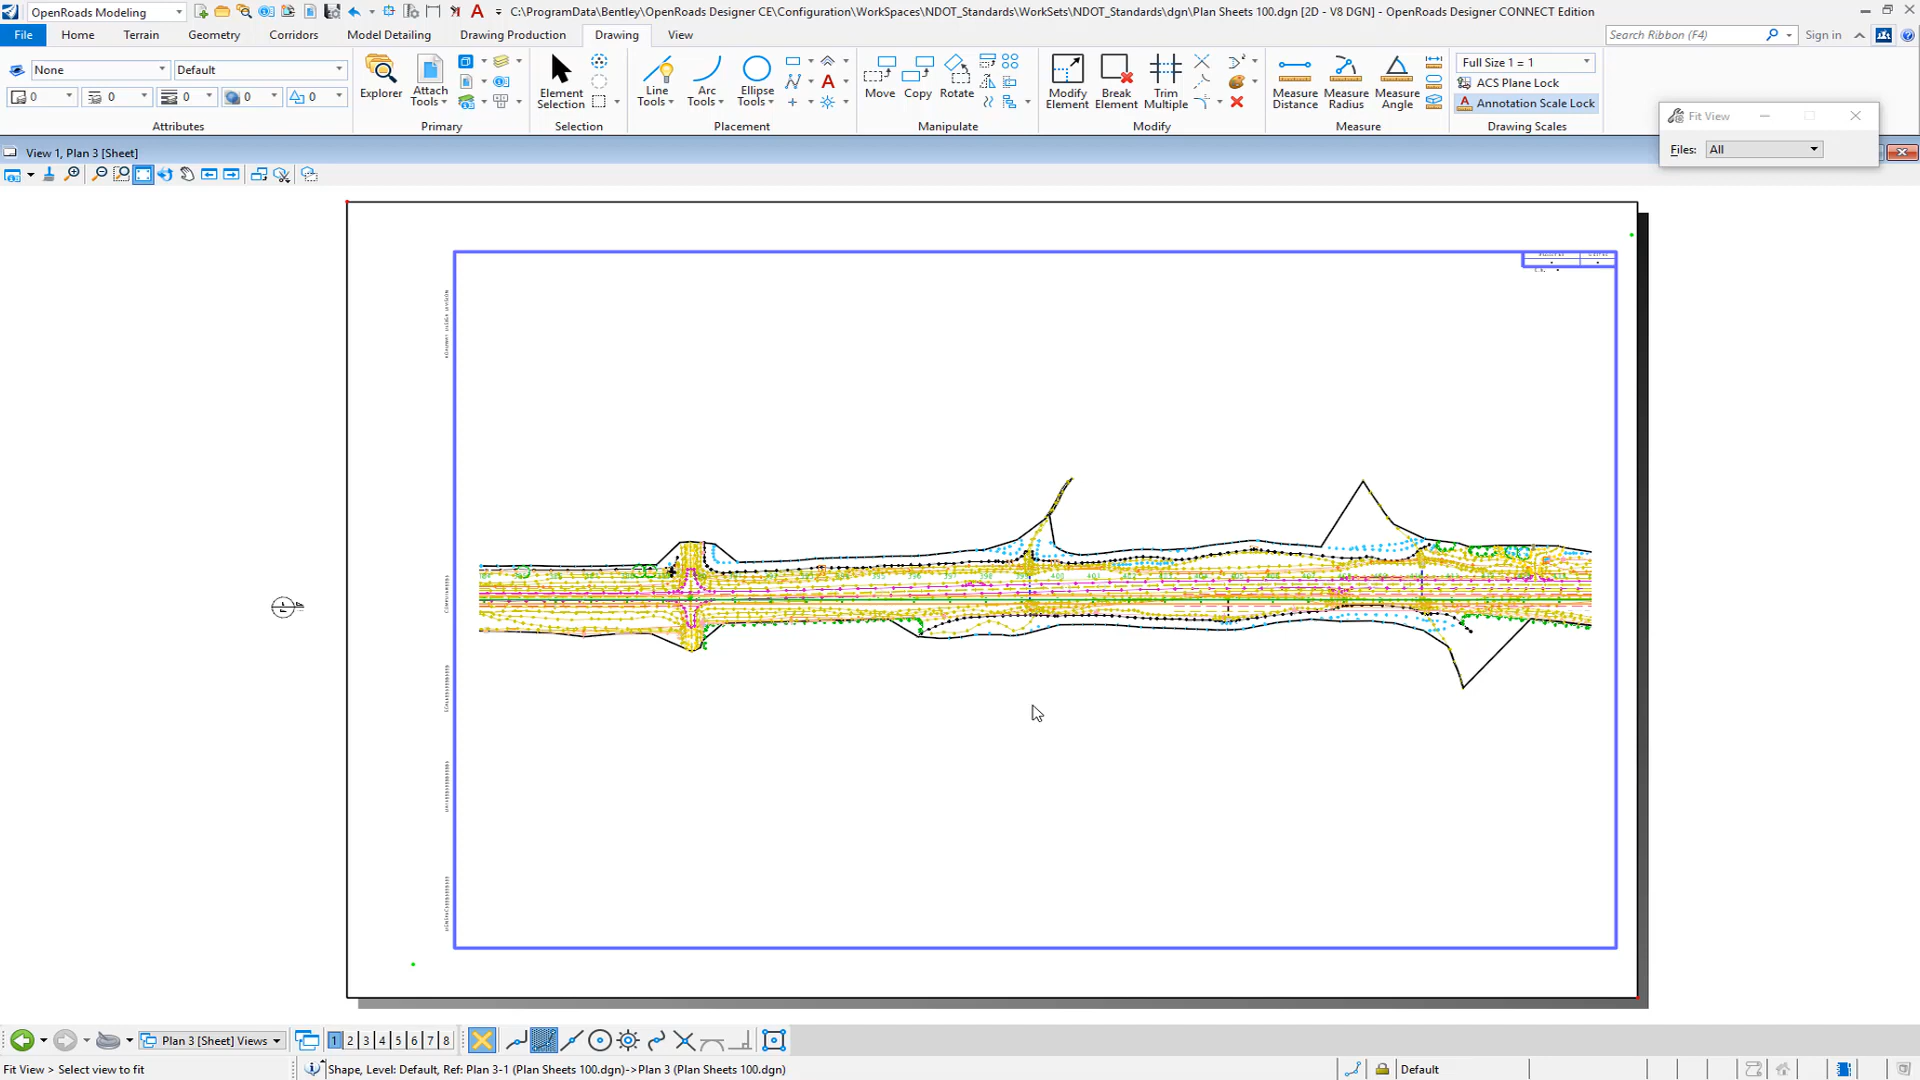 OpenRoads Modeling
C:\ProgramData\Bentley\OpenRoads Designer CE\Configuration\WorkSpaces\NDOT_Standards\WorkSets\NDOT_Standards\dgn\Plan Sheets 100.dgn [2D - V8 DGN] - OpenRoads Designer CONNECT Edition
File Home Terrain Geometry Corridors Model Detailing Drawing Production Drawing View
Search Ribbon (F4)
Sign in
None Default
0 0 0 0 0
Attributes
Explorer
Attach Tools
Primary
Element Selection
Selection
Line Tools
Arc Tools
Ellipse Tools
Placement
Move Copy Rotate
Manipulate
Modify Element
Break Element
Trim Multiple
Modify
Measure Distance
Measure Radius
Measure Angle
Measure
Full Size 1 = 1
ACS Plane Lock
Annotation Scale Lock
Drawing Scales
Fit View
Files: All
View 1, Plan 3 [Sheet]
395 396 398 400 401
Plan 3 [Sheet] Views
1 2 3 4 5 6 7 8
Fit View > Select view to fit
Shape, Level: Default, Ref: Plan 3-1 (Plan Sheets 100.dgn)->Plan 3 (Plan Sheets 100.dgn)
Default